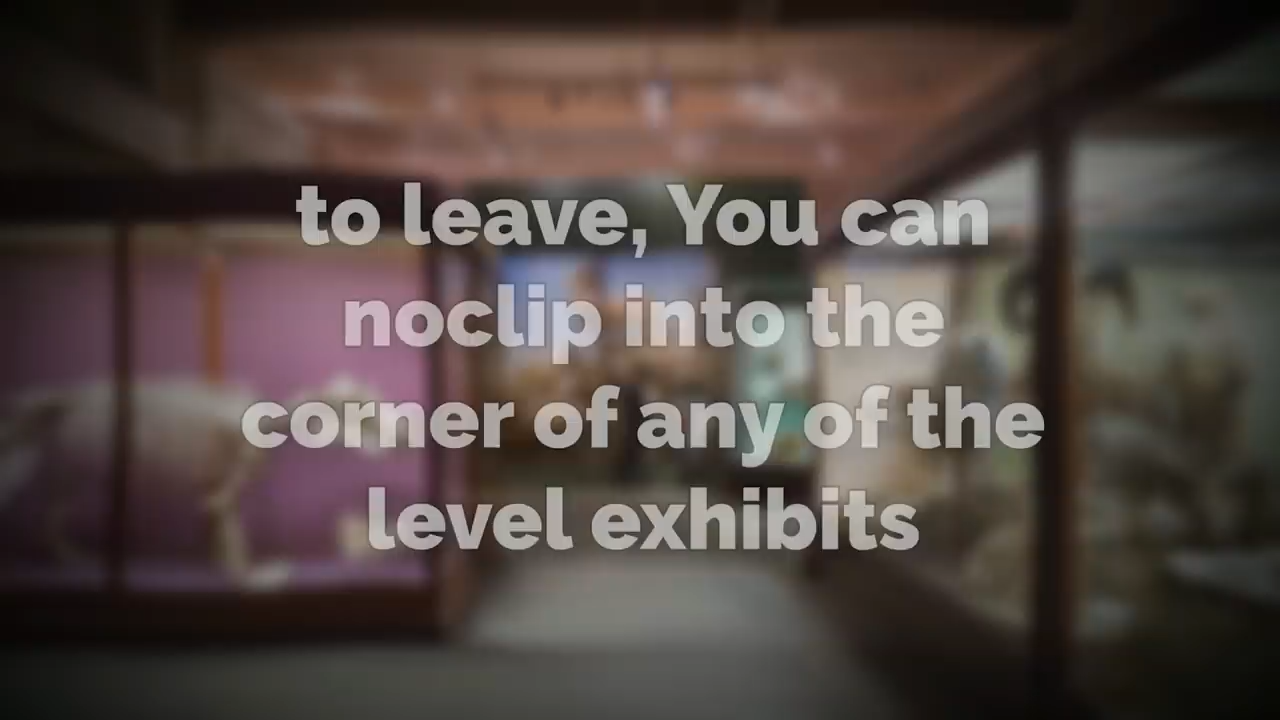 to leave, You can
noclip into the
corner of any of the
level exhibits